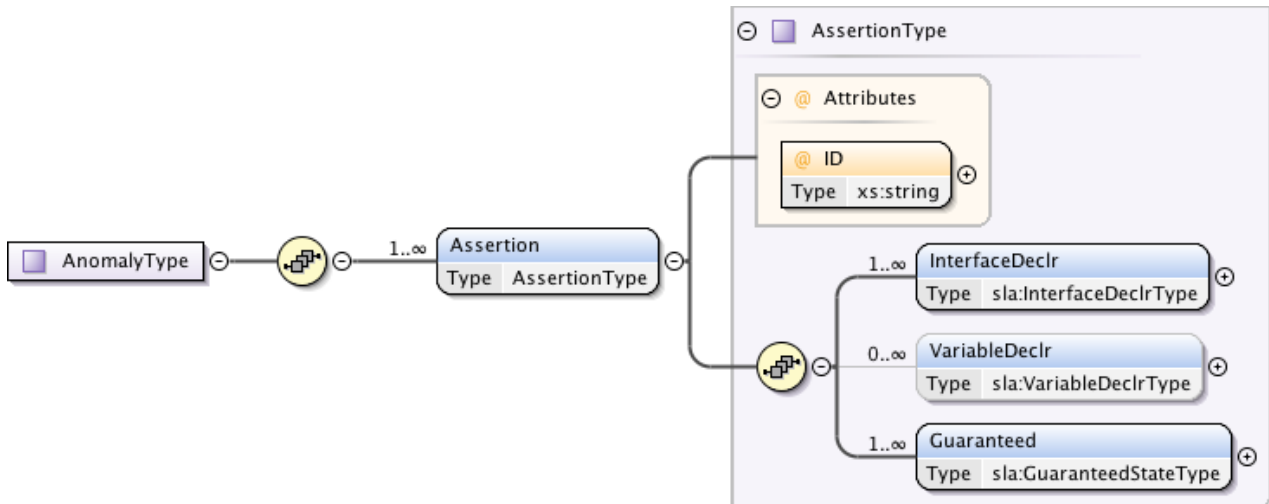 AssertionType
@ Attributes
@ ID
Type xs:string
AnomalyType
1..∞
Assertion
Type AssertionType
1..∞
InterfaceDeclr
Type sla:InterfaceDeclrType
0..∞
VariableDeclr
Type sla:VariableDeclrType
1..∞
Guaranteed
Type sla:GuaranteedStateType